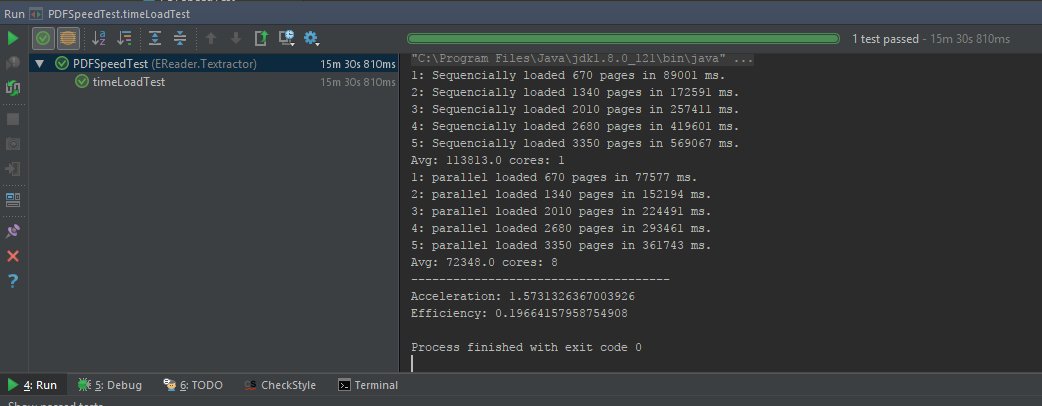 Run PDFSpeedTest.timeLoadTest
1 test passed - 15m 30s 810ms
PDFSpeedTest (EReader.Textractor) 15m 30s 810ms
timeLoadTest 15m 30s 810ms
"C:\Program Files\Java\jdk1.8.0_121\bin\java" ...
1: Sequencially loaded 670 pages in 89001 ms.
2: Sequencially loaded 1340 pages in 172591 ms.
3: Sequencially loaded 2010 pages in 257411 ms.
4: Sequencially loaded 2680 pages in 419601 ms.
5: Sequencially loaded 3350 pages in 569067 ms.
Avg: 113813.0 cores: 1
1: parallel loaded 670 pages in 77577 ms.
2: parallel loaded 1340 pages in 152194 ms.
3: parallel loaded 2010 pages in 224491 ms.
4: parallel loaded 2680 pages in 293461 ms.
5: parallel loaded 3350 pages in 361743 ms.
Avg: 72348.0 cores: 8
-----------------------------------
Acceleration: 1.5731326367003926
Efficiency: 0.19664157958754908
Process finished with exit code 0
4: Run 5: Debug 6: TODO CheckStyle Terminal